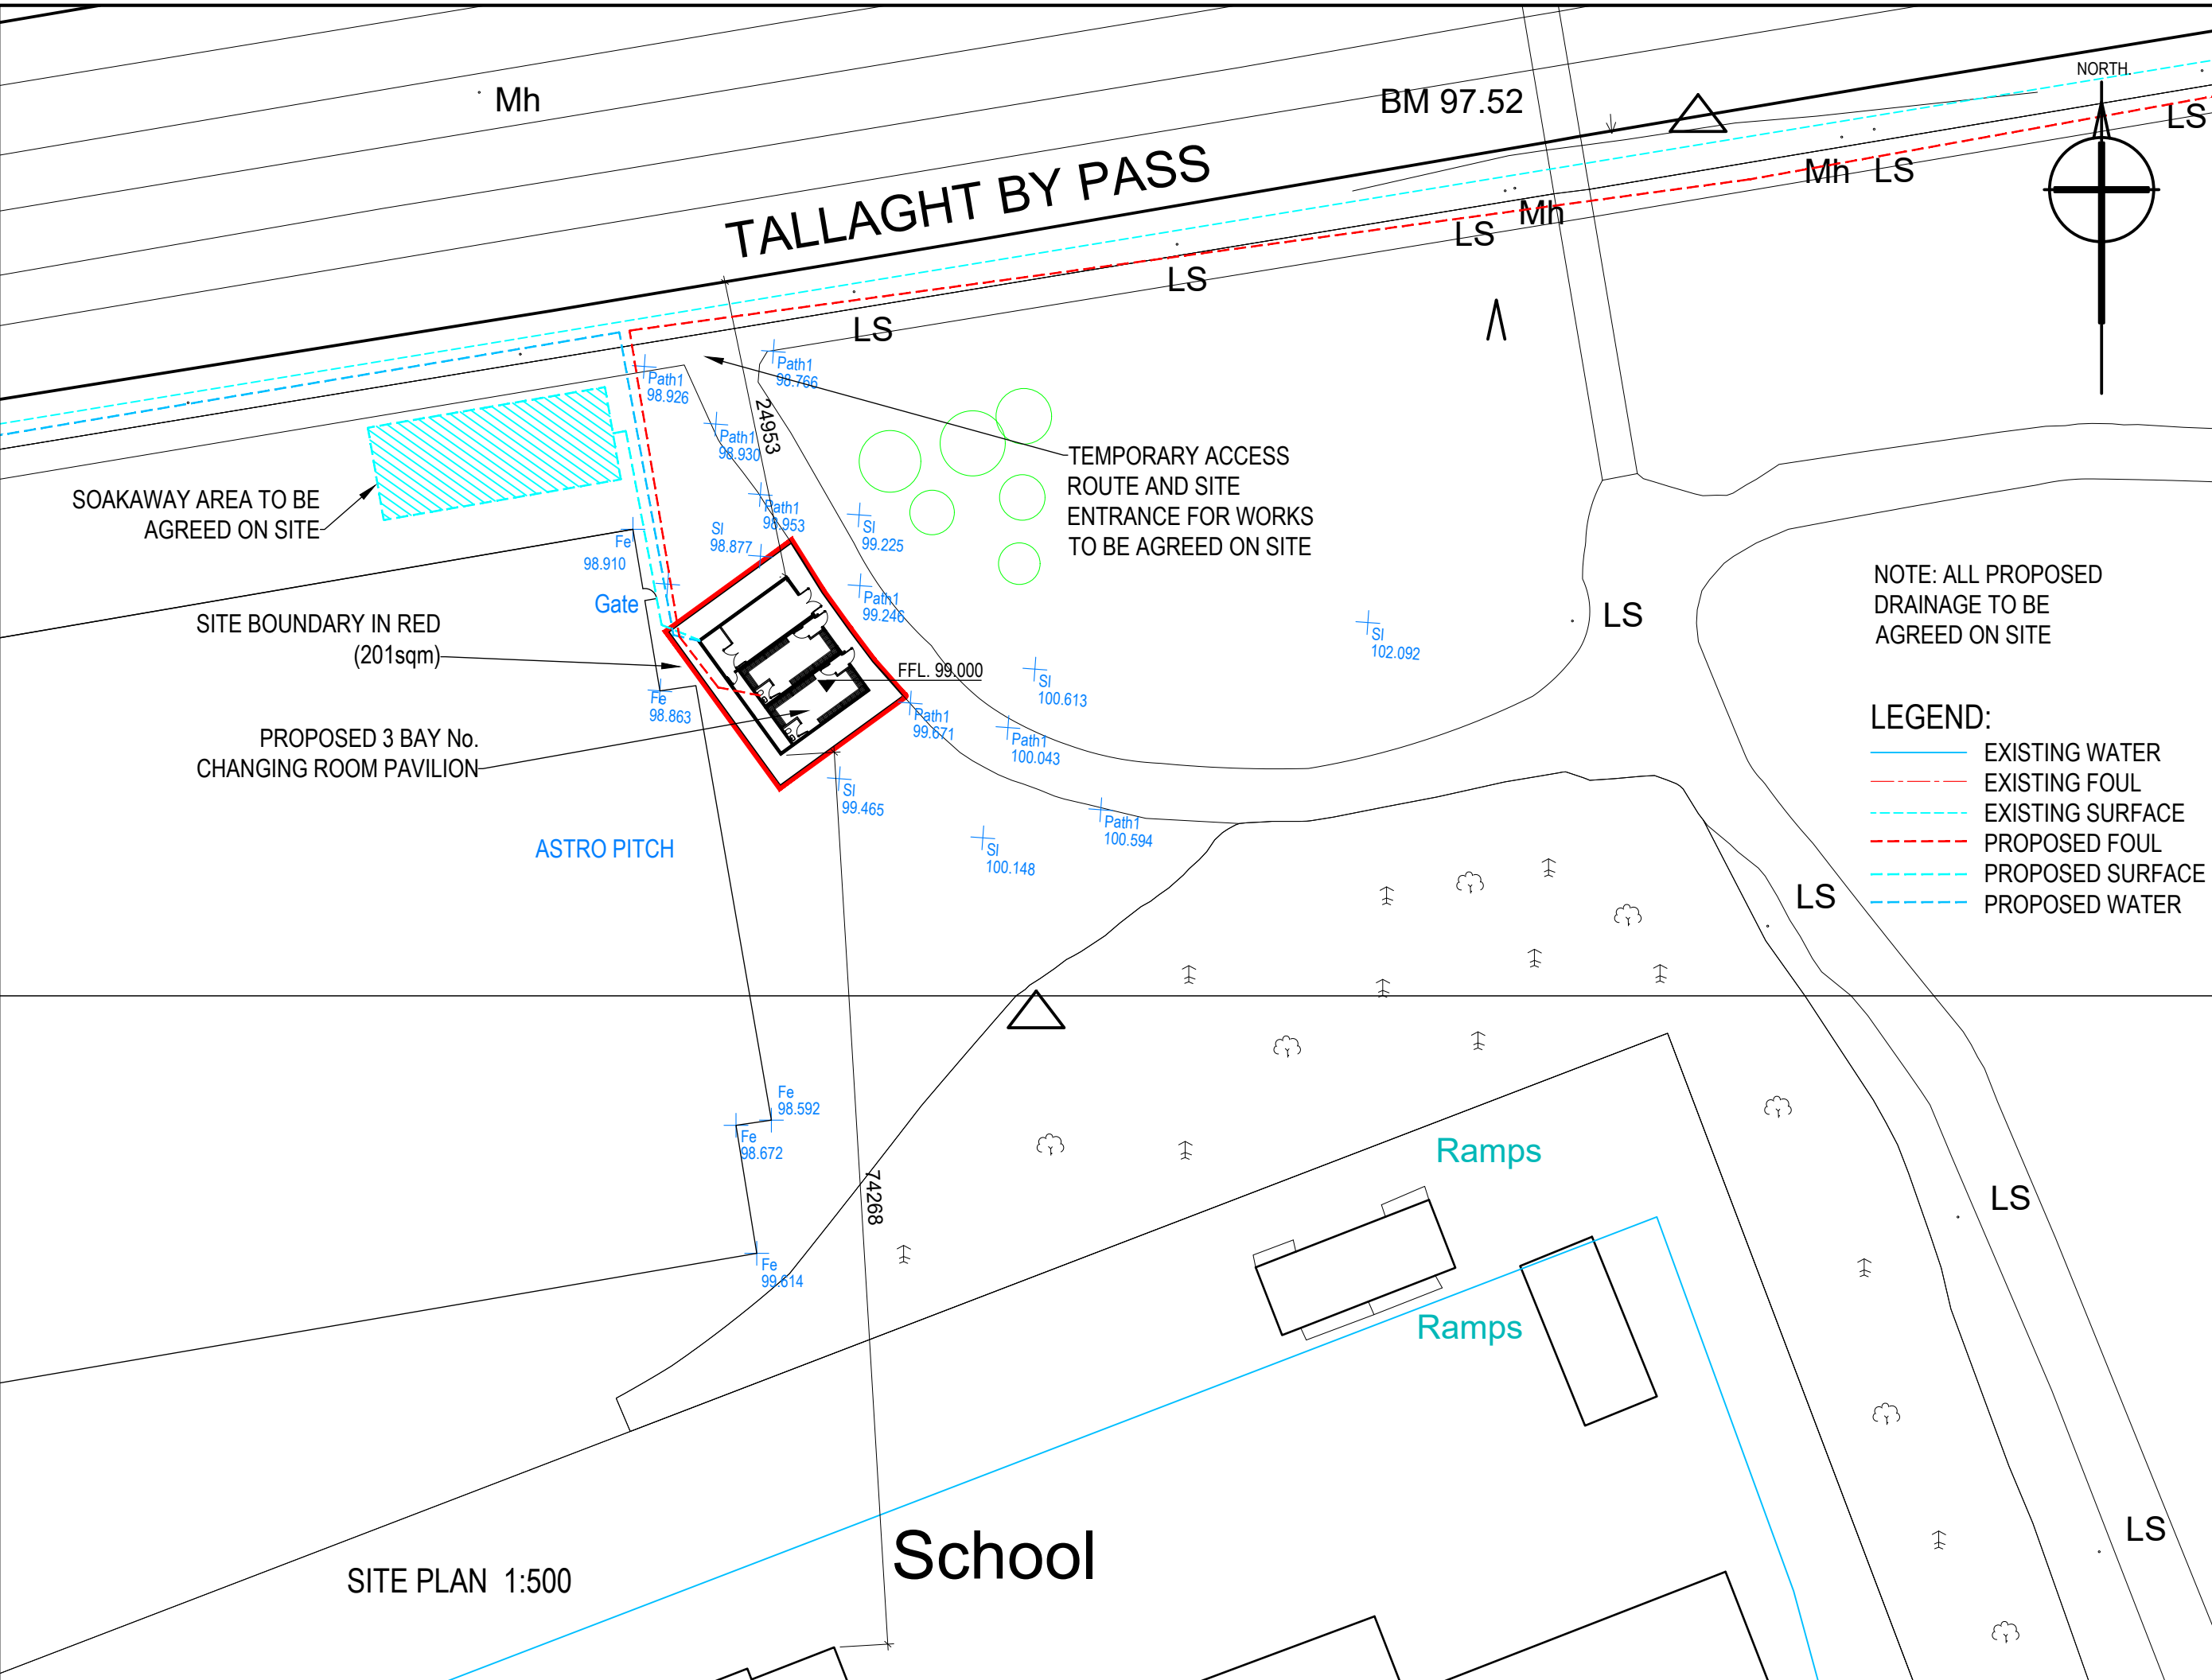 NORTH.
Mh
BM 97.52
LS
TALLAGHT BY PASS
Mh LS
Mh
LS
LS
LS
Path1
98.766
Path1
98.926
24953
Path1
98.930
TEMPORARY ACCESS
ROUTE AND SITE
ENTRANCE FOR WORKS
TO BE AGREED ON SITE
SOAKAWAY AREA TO BE
AGREED ON SITE
Path1
98.953
Sl
98.877
Sl
99.225
Fe
98.910
Gate
Path1
99.246
NOTE: ALL PROPOSED
DRAINAGE TO BE
AGREED ON SITE
LS
SITE BOUNDARY IN RED
(201sqm)
Sl
102.092
FFL. 99.000
Sl
100.613
Fe
98.863
Path1
99.671
Path1
100.043
PROPOSED 3 BAY No.
CHANGING ROOM PAVILION
LEGEND:
EXISTING WATER
EXISTING FOUL
EXISTING SURFACE
PROPOSED FOUL
PROPOSED SURFACE
PROPOSED WATER
Sl
99.465
Path1
100.594
ASTRO PITCH
Sl
100.148
LS
Fe
98.592
Fe
98.672
Ramps
74268
LS
Fe
99.614
Ramps
School
LS
SITE PLAN 1:500